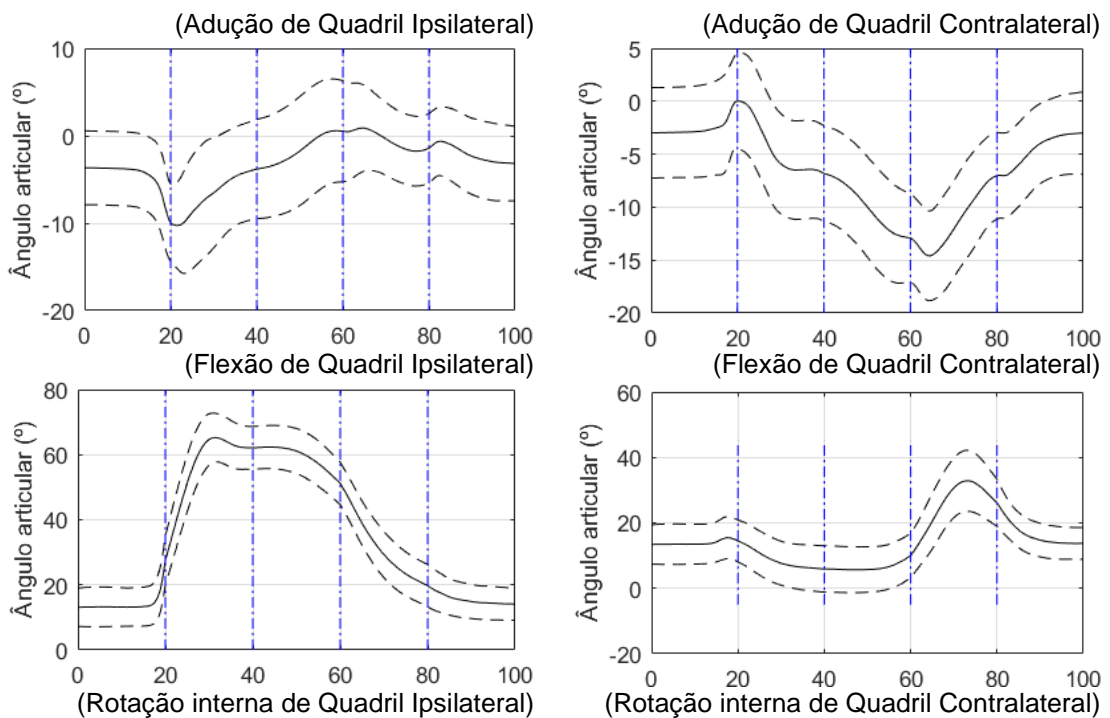 (Adução de Quadril Ipsilateral)
(Adução de Quadril Contralateral)
Ângulo articular (º)
10
0
-10
-20
0 20 40 60 80 100
Ângulo articular (º)
5
0
-5
-10
-15
-20
0 20 40 60 80 100
(Flexão de Quadril Ipsilateral)
(Flexão de Quadril Contralateral)
Ângulo articular (º)
80
60
40
20
0
0 20 40 60 80 100
Ângulo articular (º)
60
40
20
0
-20
0 20 40 60 80 100
(Rotação interna de Quadril Ipsilateral)
(Rotação interna de Quadril Contralateral)